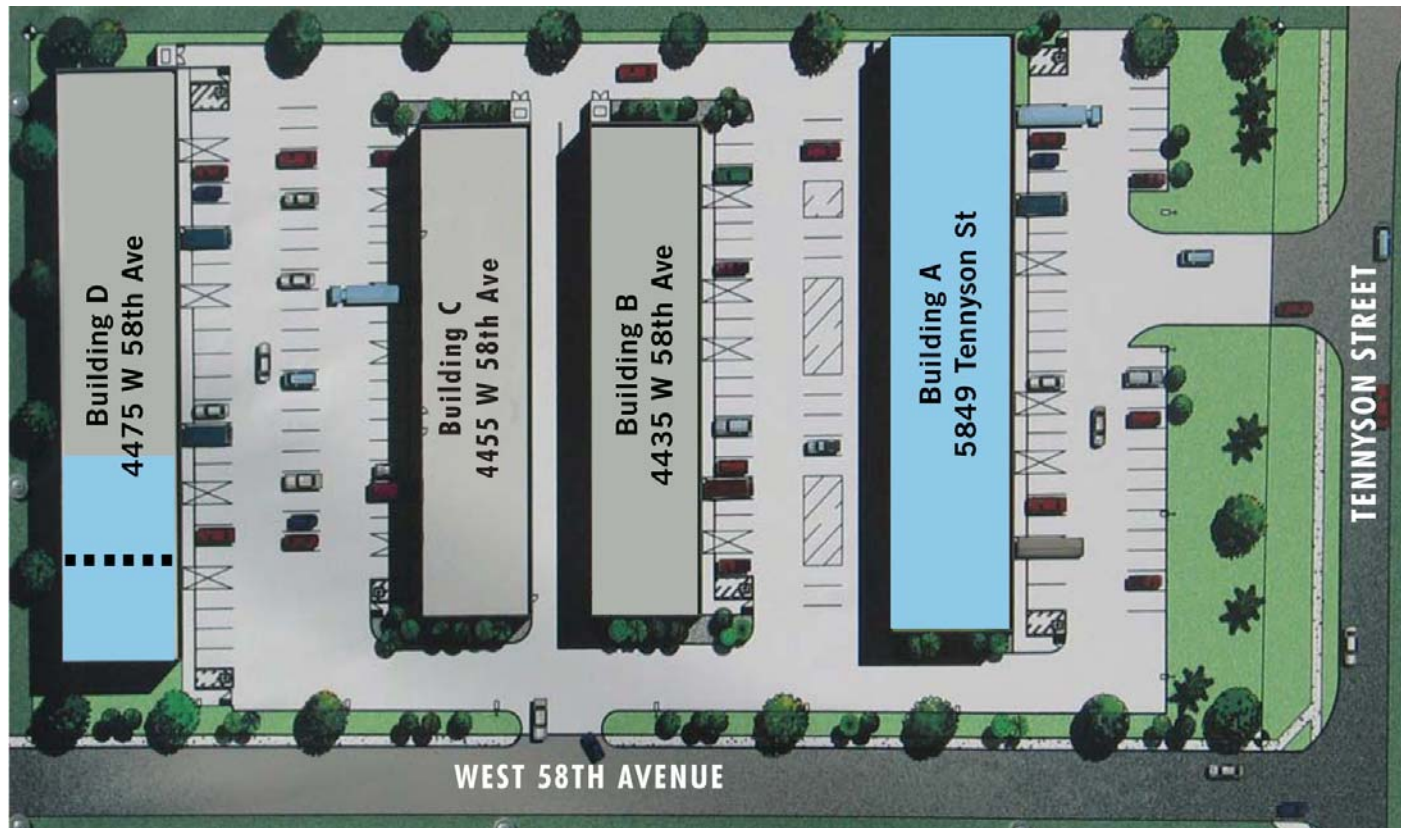 Building D
4475 W 58th Ave
Building C
4455 W 58th Ave
Building B
4435 W 58th Ave
Building A
5849 Tennyson St
TENNYSON STREET
WEST 58TH AVENUE